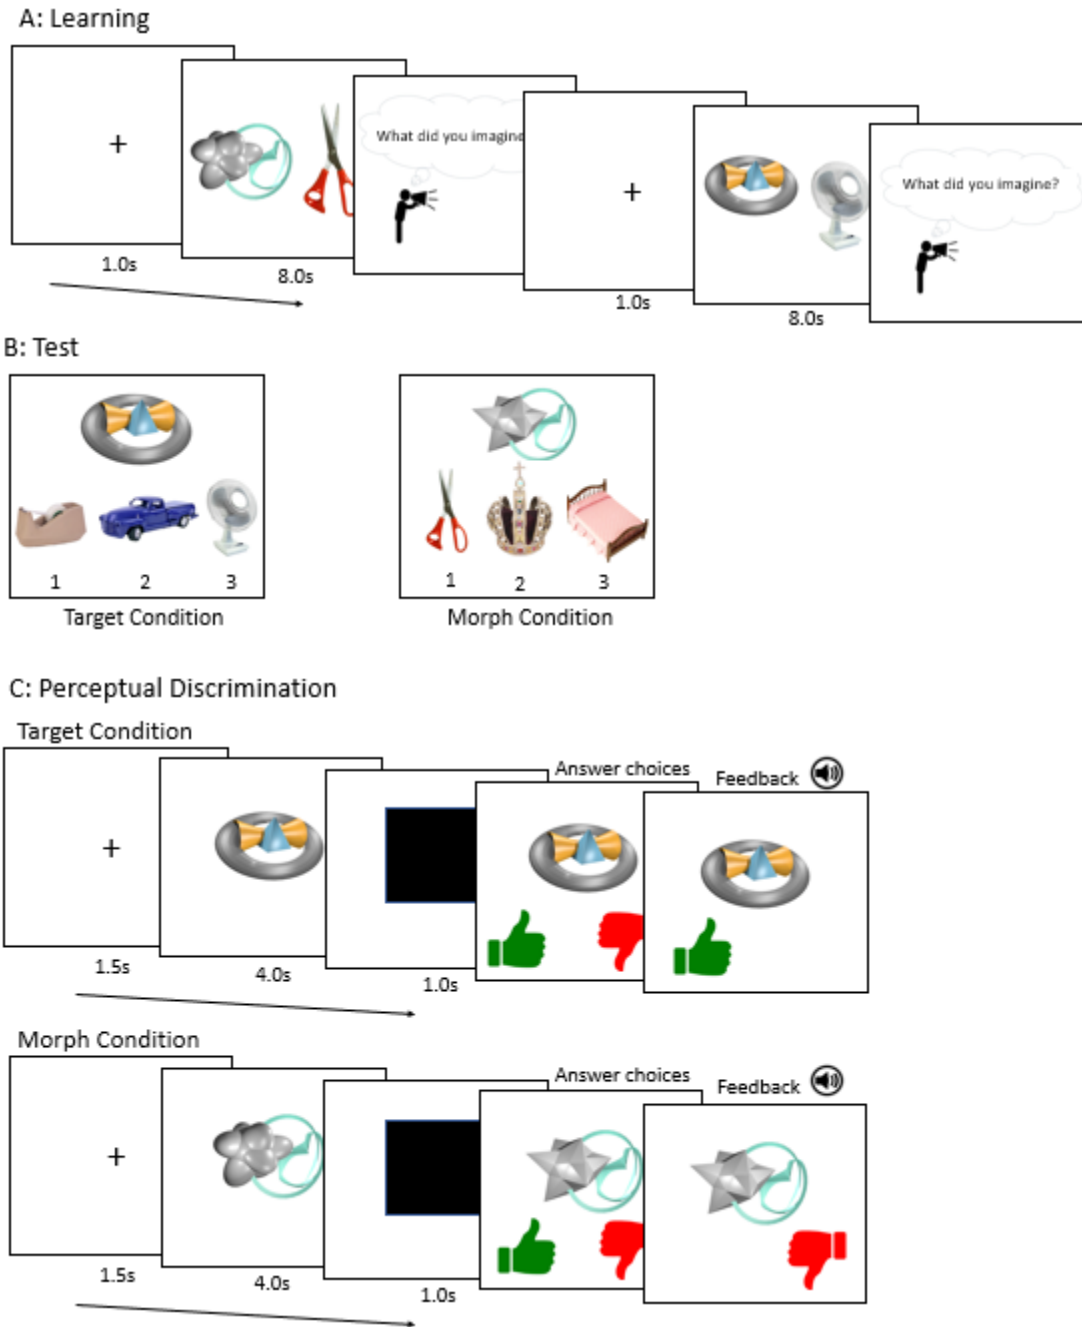 A: Learning
+
What did you imagine
+
What did you imagine?
1.0s
8.0s
1.0s
8.0s
B: Test
1
2
3
1
2
3
Target Condition
Morph Condition
C: Perceptual Discrimination
Target Condition
Answer choices
Feedback
+
1.5s
4.0s
1.0s
Morph Condition
Answer choices
Feedback
+
1.5s
4.0s
1.0s